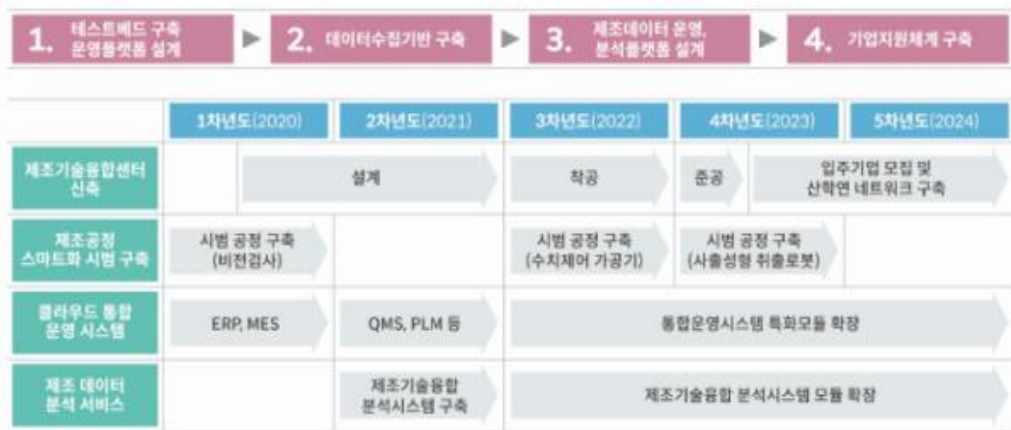 1. 테스트베드 구축
운영플랫폼 설계
2. 데이터수집기반 구축
3. 제조데이터 운영,
분석플랫폼 설계
4. 기업지원체계 구축
1차년도(2020)
2차년도(2021)
3차년도(2022)
4차년도(2023)
5차년도(2024)
제조기술융합센터
신축
설계
착공
준공
입주기업 모집 및
산학연 네트워크 구축
제조공정
스마트화 시범 구축
시범 공정 구축
(비전검사)
시범 공정 구축
(수치제어 가공기)
시범 공정 구축
(사출성형 취출로봇)
클라우드 통합
운영 시스템
ERP, MES
QMS, PLM 등
통합운영시스템 특화모듈 확장
제조 데이터
분석 서비스
제조기술융합
분석시스템 구축
제조기술융합 분석시스템 모듈 확장